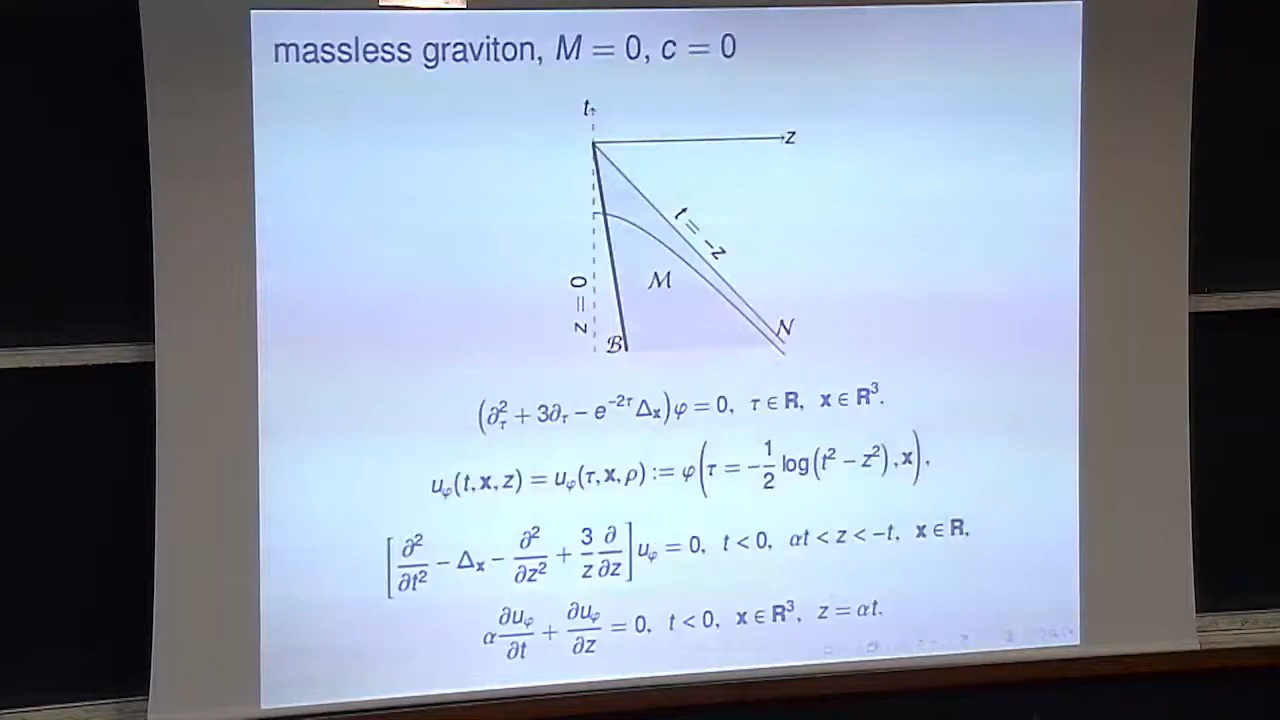 massless graviton, M = 0, c = 0
t
z
t = −z
z = 0
ℳ
𝒩
ℬ
(∂²_τ + 3∂_τ − e^{−2τ} Δ_x) φ = 0, τ ∈ R, x ∈ R³.
u_φ(t, x, z) = u_φ(τ, x, ρ) := φ(τ = −1/2 log(t² − z²), x),
[∂²/∂t² − Δ_x − ∂²/∂z² + 3/z ∂/∂z] u_φ = 0, t < 0, αt < z < −t, x ∈ R,
α ∂u_φ/∂t + ∂u_φ/∂z = 0, t < 0, x ∈ R³, z = αt.